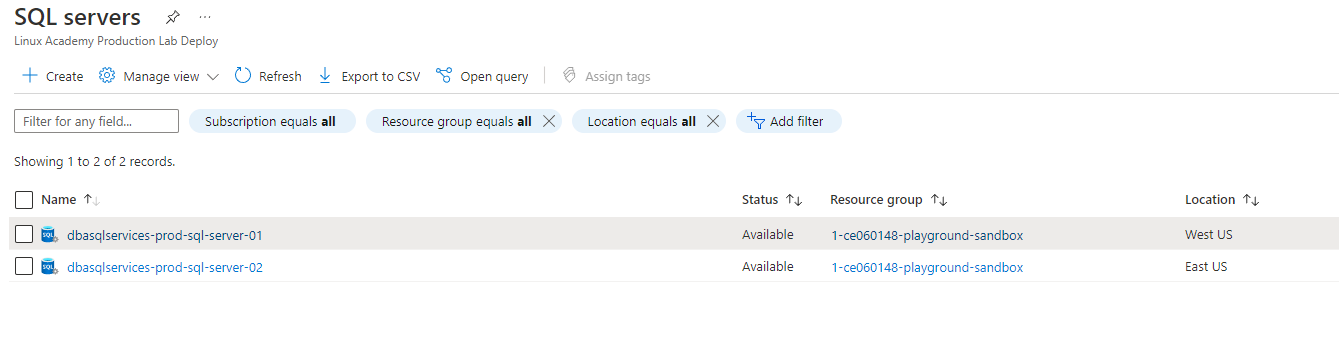 SQL servers
Linux Academy Production Lab Deploy
Create Manage view Refresh Export to CSV Open query Assign tags
Filter for any field... Subscription equals all Resource group equals all Location equals all Add filter
Showing 1 to 2 of 2 records.
Name Status Resource group Location
SQL dbasqlservices-prod-sql-server-01 Available 1-ce060148-playground-sandbox West US
SQL dbasqlservices-prod-sql-server-02 Available 1-ce060148-playground-sandbox East US